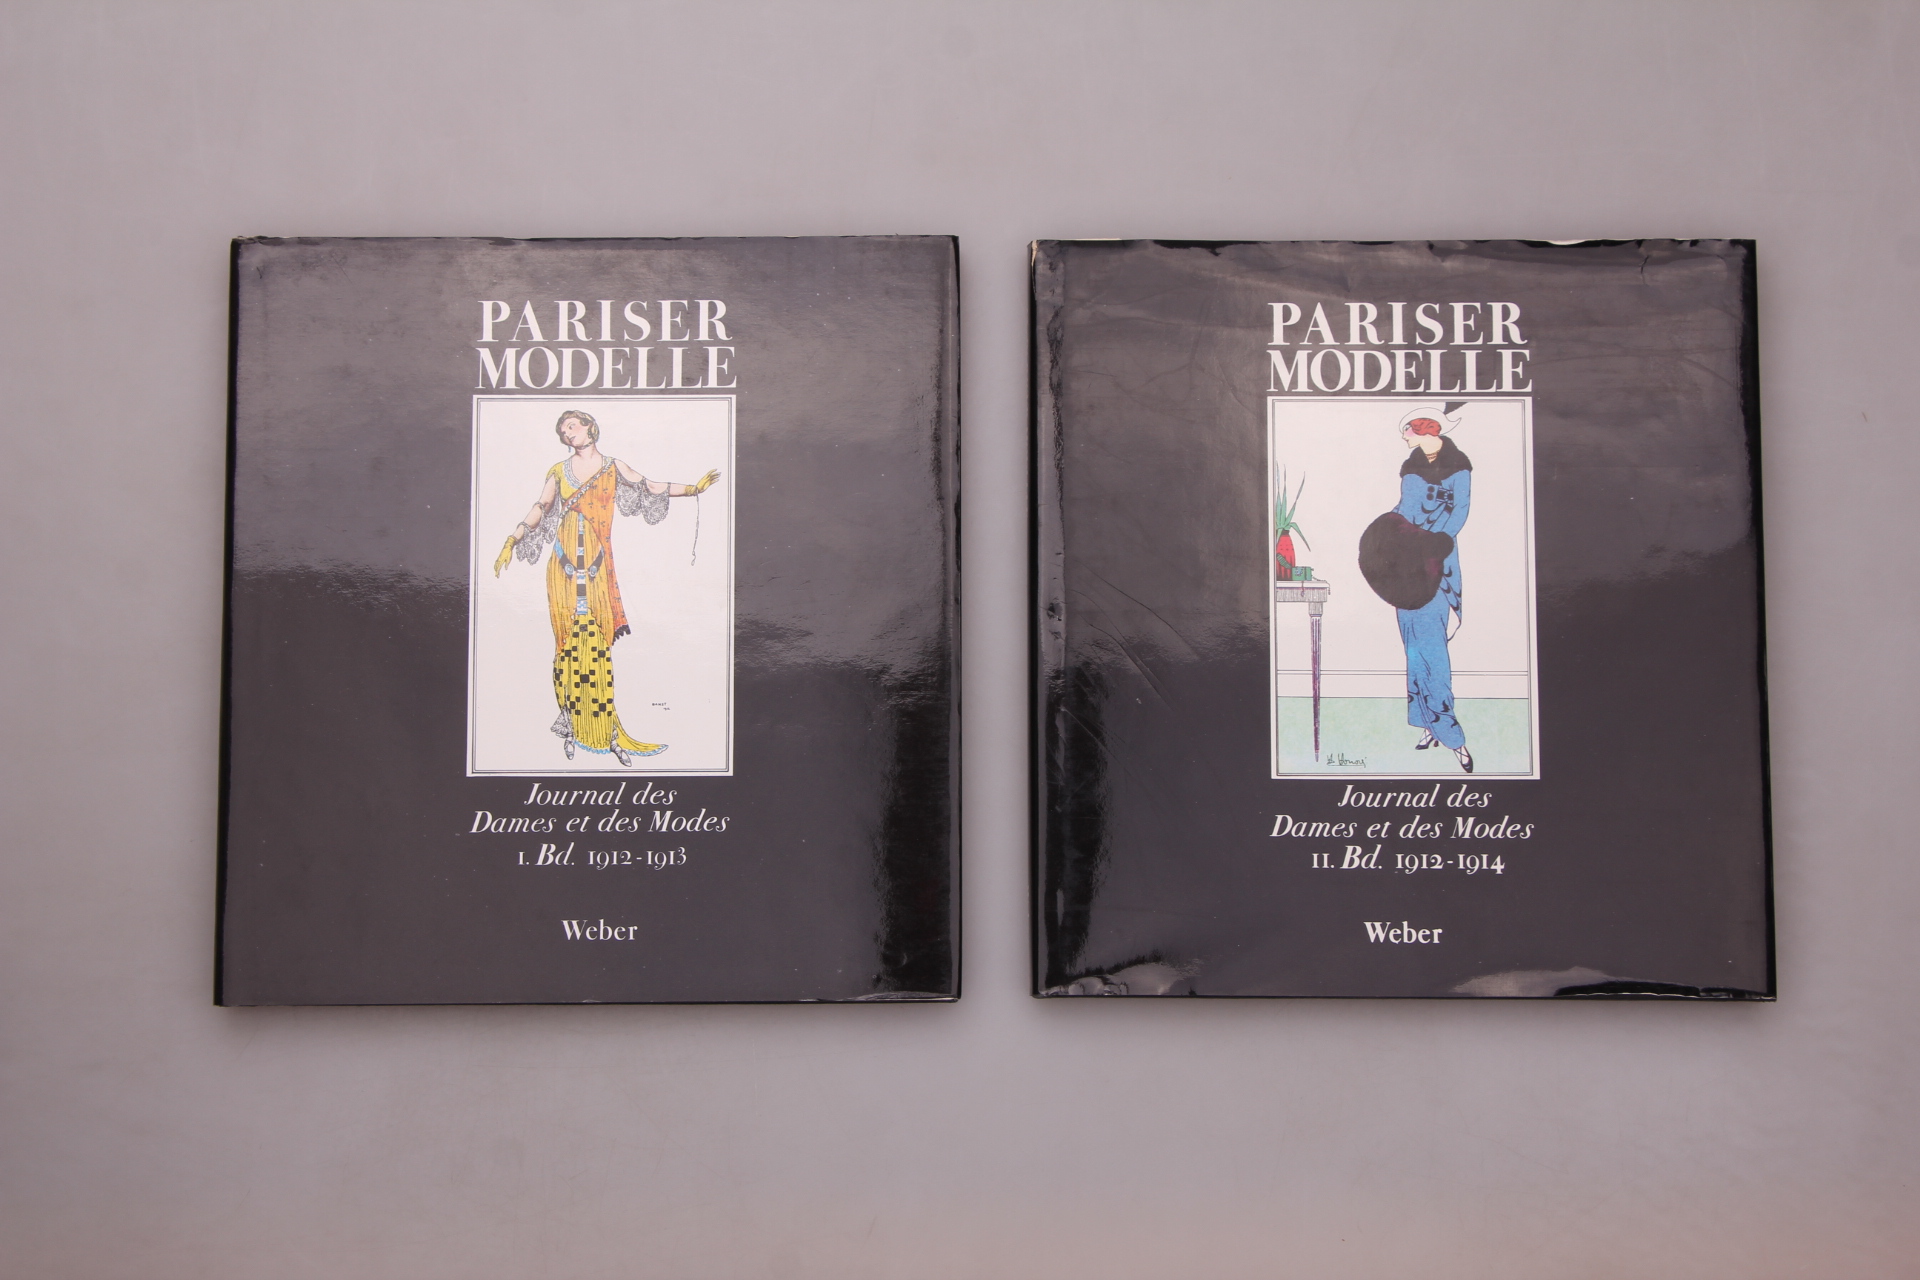 PARISER
MODELLE
BAKST
Journal des
Dames et des Modes
I. Bd. 1912-1913
Weber
PARISER
MODELLE
Journal des
Dames et des Modes
II. Bd. 1912-1914
Weber